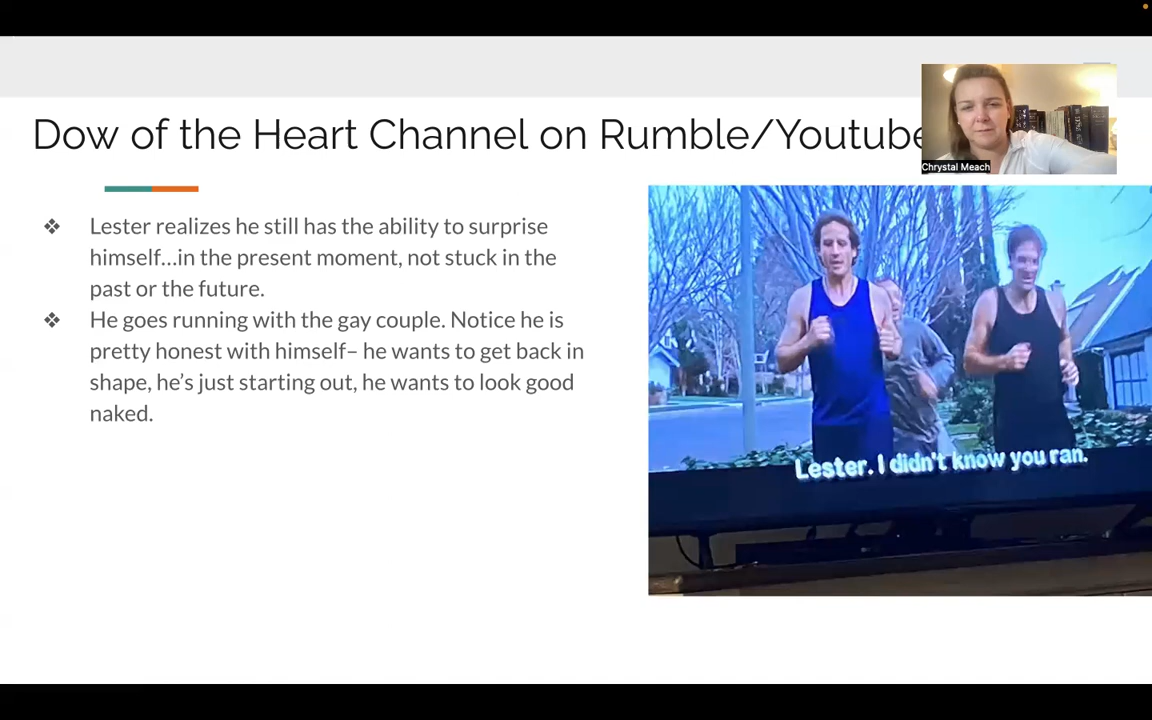 Dow of the Heart Channel on Rumble/Youtube
Chrystal Meach
❖ Lester realizes he still has the ability to surprise
himself...in the present moment, not stuck in the
past or the future.
❖ He goes running with the gay couple. Notice he is
pretty honest with himself– he wants to get back in
shape, he's just starting out, he wants to look good
naked.
Lester. I didn't know you ran.